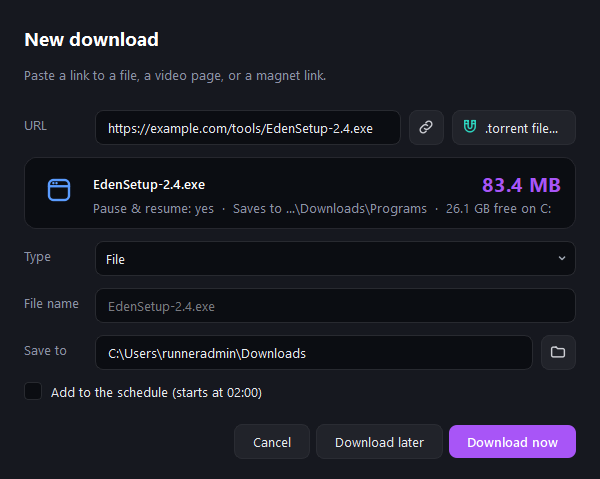 New download
Paste a link to a file, a video page, or a magnet link.
URL
https://example.com/tools/EdenSetup-2.4.exe
.torrent file...
EdenSetup-2.4.exe
83.4 MB
Pause & resume: yes · Saves to ...\Downloads\Programs · 26.1 GB free on C:
Type
File
File name
EdenSetup-2.4.exe
Save to
C:\Users\runneradmin\Downloads
Add to the schedule (starts at 02:00)
Cancel
Download later
Download now